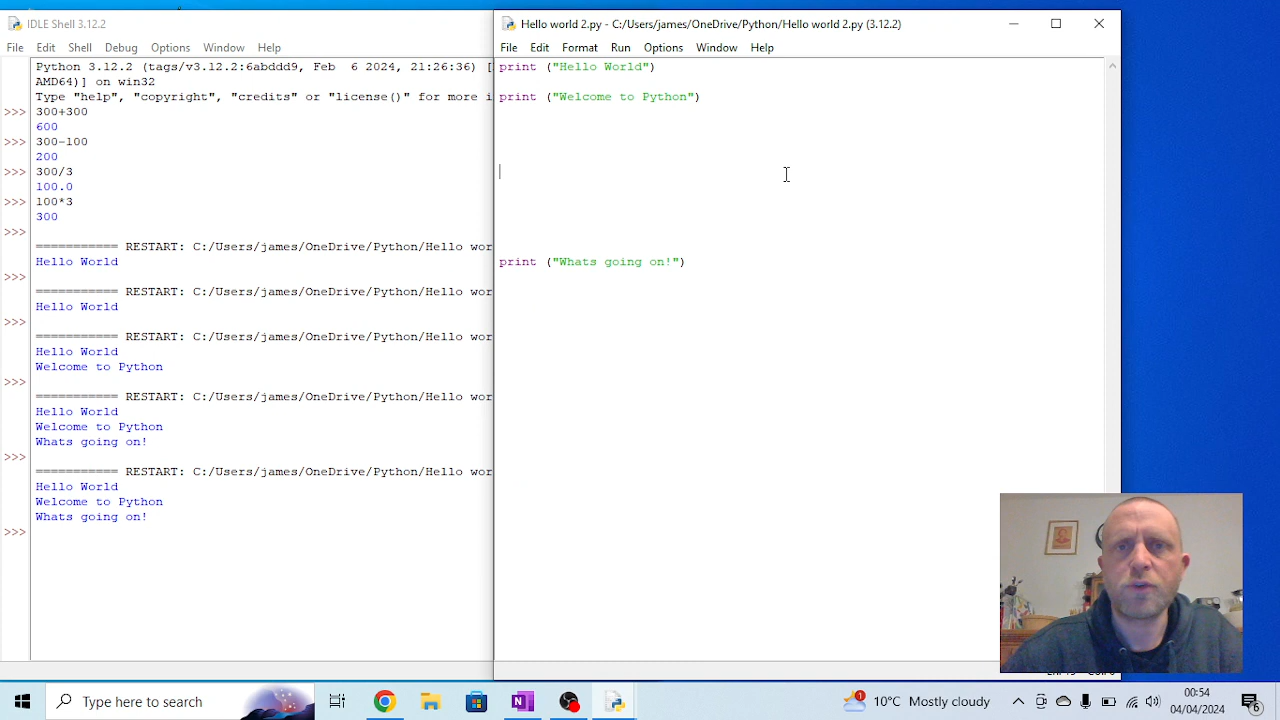 IDLE Shell 3.12.2
File Edit Shell Debug Options Window Help
Python 3.12.2 (tags/v3.12.2:6abddd9, Feb  6 2024, 21:26:36) [
AMD64)] on win32
Type "help", "copyright", "credits" or "license()" for more i
>>> 300+300
600
>>> 300-100
200
>>> 300/3
100.0
>>> 100*3
300
>>>
=========== RESTART: C:/Users/james/OneDrive/Python/Hello wor
Hello World
>>>
=========== RESTART: C:/Users/james/OneDrive/Python/Hello wor
Hello World
>>>
=========== RESTART: C:/Users/james/OneDrive/Python/Hello wor
Hello World
Welcome to Python
>>>
=========== RESTART: C:/Users/james/OneDrive/Python/Hello wor
Hello World
Welcome to Python
Whats going on!
>>>
=========== RESTART: C:/Users/james/OneDrive/Python/Hello wor
Hello World
Welcome to Python
Whats going on!
>>>
Hello world 2.py - C:/Users/james/OneDrive/Python/Hello world 2.py (3.12.2)
File Edit Format Run Options Window Help
print ("Hello World")
print ("Welcome to Python")
print ("Whats going on!")
Type here to search
1
10°C Mostly cloudy
00:54
04/04/2024
6